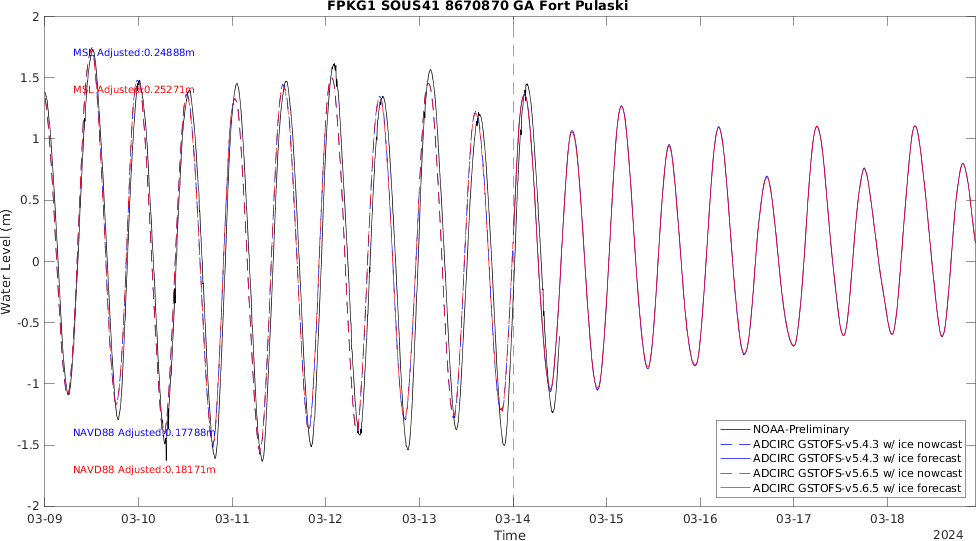 FPKG1 SOUS41 8670870 GA Fort Pulaski
2
1.5
1
0.5
0
-0.5
-1
-1.5
-2
Water Level (m)
MSL Adjusted:0.24888m
MSL Adjusted:0.25271m
NAVD88 Adjusted:0.17788m
NAVD88 Adjusted:0.18171m
NOAA-Preliminary
ADCIRC GSTOFS-v5.4.3 w/ ice nowcast
ADCIRC GSTOFS-v5.4.3 w/ ice forecast
ADCIRC GSTOFS-v5.6.5 w/ ice nowcast
ADCIRC GSTOFS-v5.6.5 w/ ice forecast
03-09 03-10 03-11 03-12 03-13 03-14 03-15 03-16 03-17 03-18
Time
2024